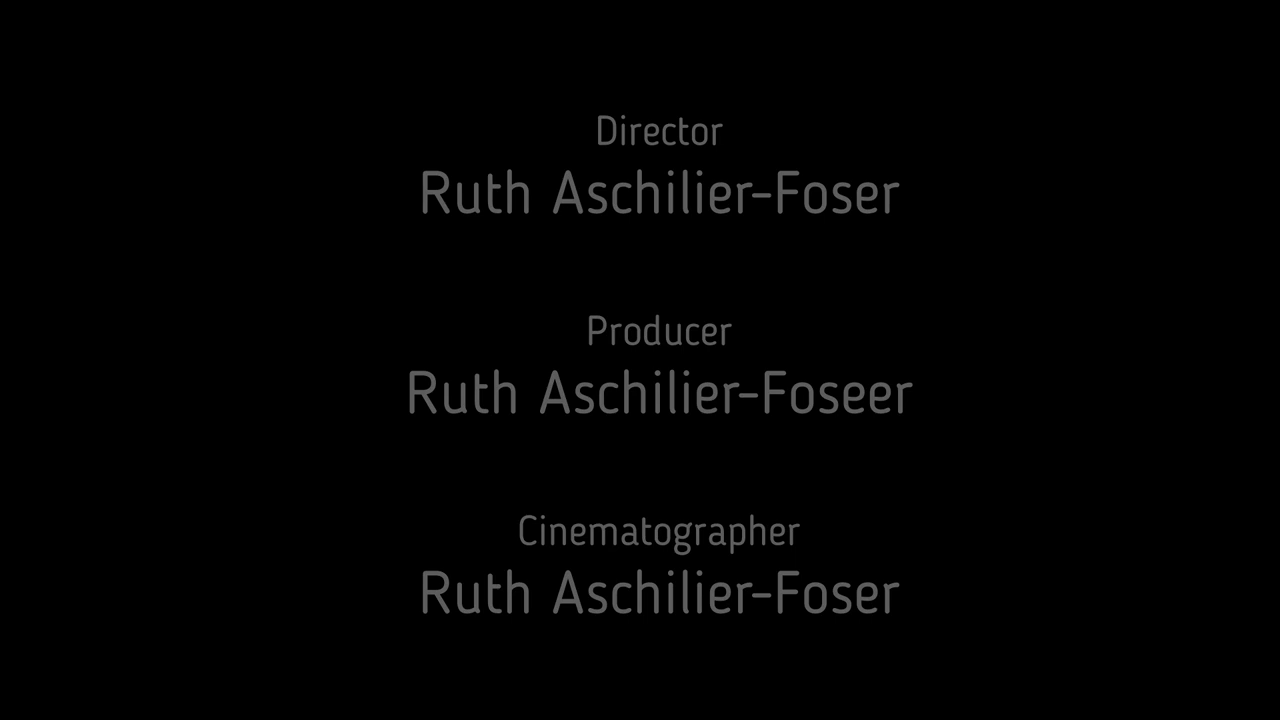 Director
Ruth Aschilier-Foser
Producer
Ruth Aschilier-Foseer
Cinematographer
Ruth Aschilier-Foser